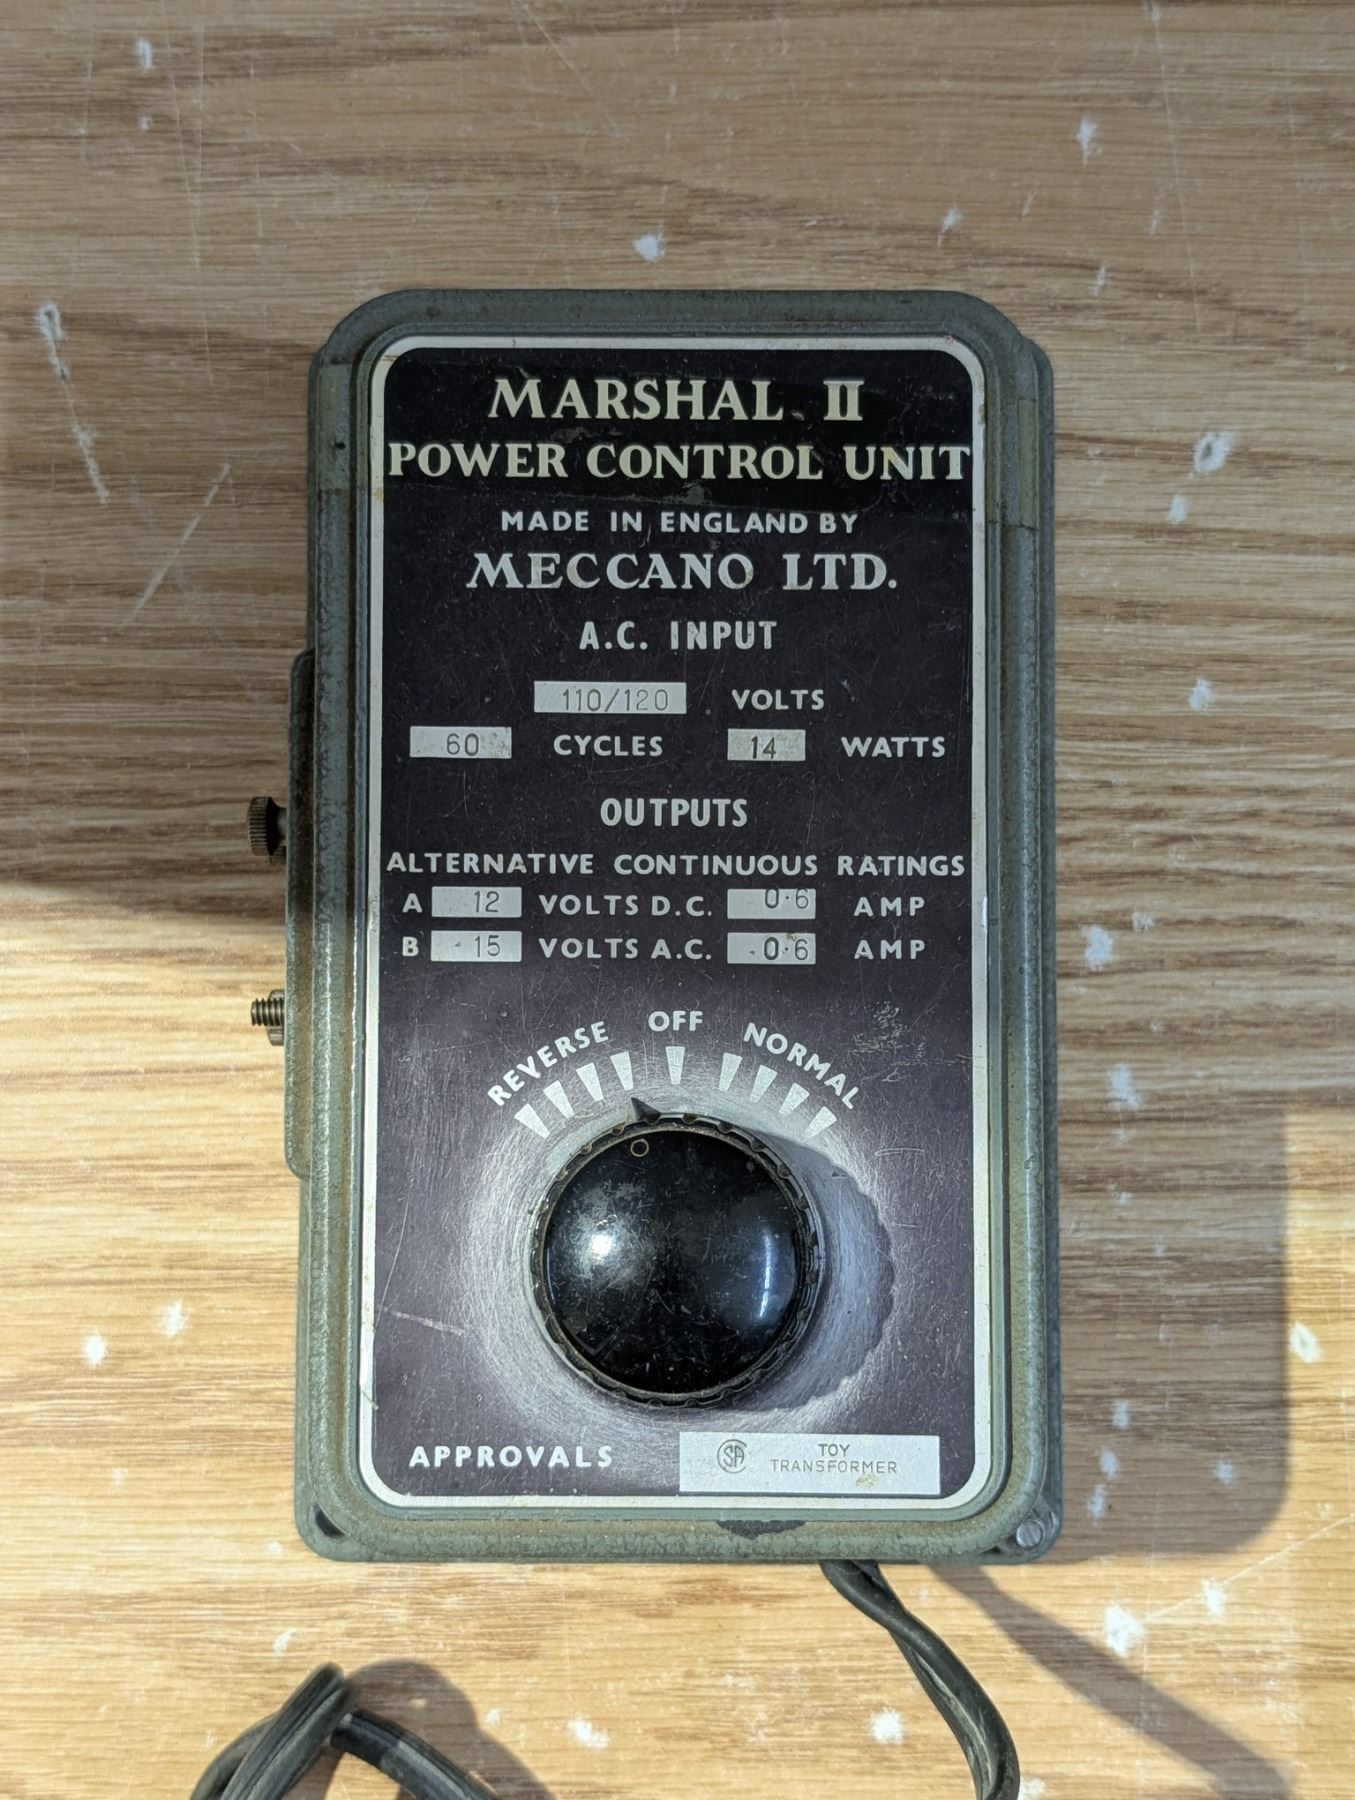 MARSHAL II
POWER CONTROL UNIT
MADE IN ENGLAND BY
MECCANO LTD.
A.C. INPUT
110/120 VOLTS
60 CYCLES 14 WATTS
OUTPUTS
ALTERNATIVE CONTINUOUS RATINGS
A 12 VOLTS D.C. 0·6 AMP
B 15 VOLTS A.C. 0·6 AMP
REVERSE OFF NORMAL
APPROVALS
CSA TOY
TRANSFORMER